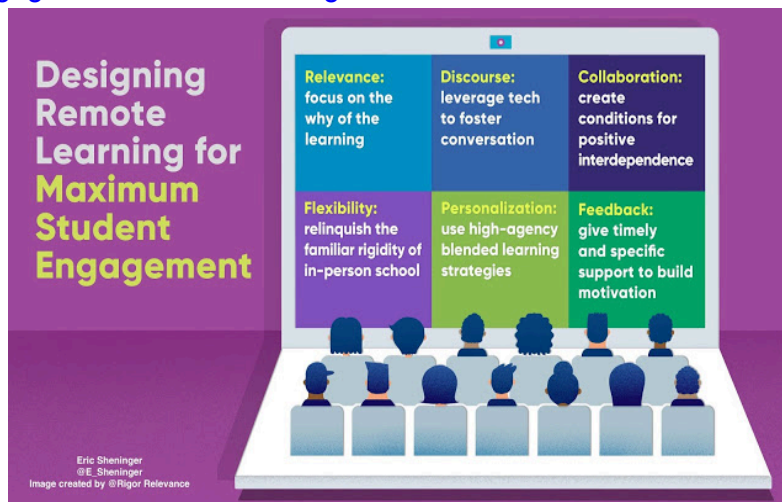 Designing
Remote
Learning for
Maximum
Student
Engagement
Relevance:
focus on the
why of the
learning
Discourse:
leverage tech
to foster
conversation
Collaboration:
create
conditions for
positive
interdependence
Flexibility:
relinquish the
familiar rigidity of
in-person school
Personalization:
use high-agency
blended learning
strategies
Feedback:
give timely
and specific
support to build
motivation
Eric Sheninger
@E_Sheninger
Image created by @Rigor Relevance